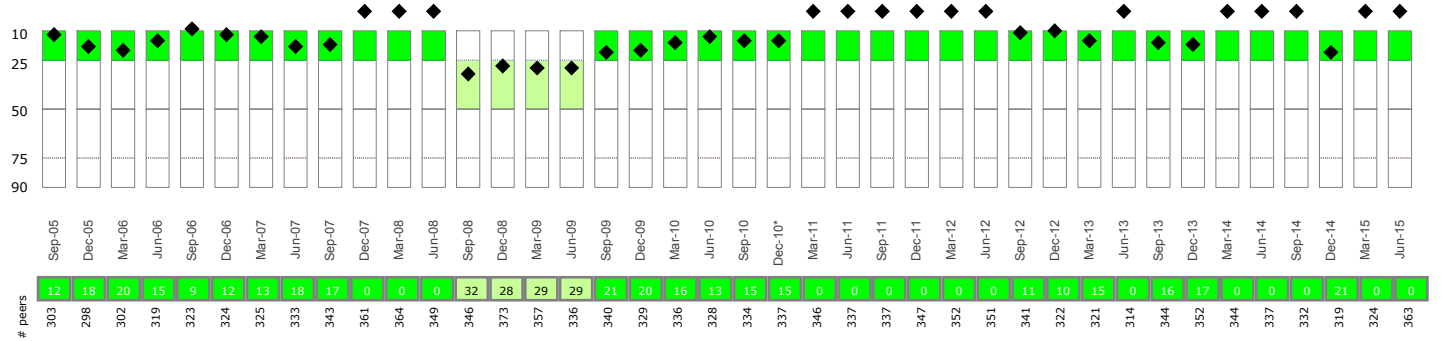 10
25
50
75
90
Sep-05 Dec-05 Mar-06 Jun-06 Sep-06 Dec-06 Mar-07 Jun-07 Sep-07 Dec-07 Mar-08 Jun-08 Sep-08 Dec-08 Mar-09 Jun-09 Sep-09 Dec-09 Mar-10 Jun-10 Sep-10 Dec-10* Mar-11 Jun-11 Sep-11 Dec-11 Mar-12 Jun-12 Sep-12 Dec-12 Mar-13 Jun-13 Sep-13 Dec-13 Mar-14 Jun-14 Sep-14 Dec-14 Mar-15 Jun-15
12 18 20 15 9 12 13 18 17 0 0 0 32 28 29 29 21 20 16 13 15 15 0 0 0 0 0 0 11 10 15 0 16 17 0 0 0 21 0 0
# peers 303 298 302 319 323 324 325 333 343 361 364 349 346 373 357 336 340 329 336 328 334 337 346 337 337 347 352 351 341 322 321 314 344 352 344 337 332 319 324 363